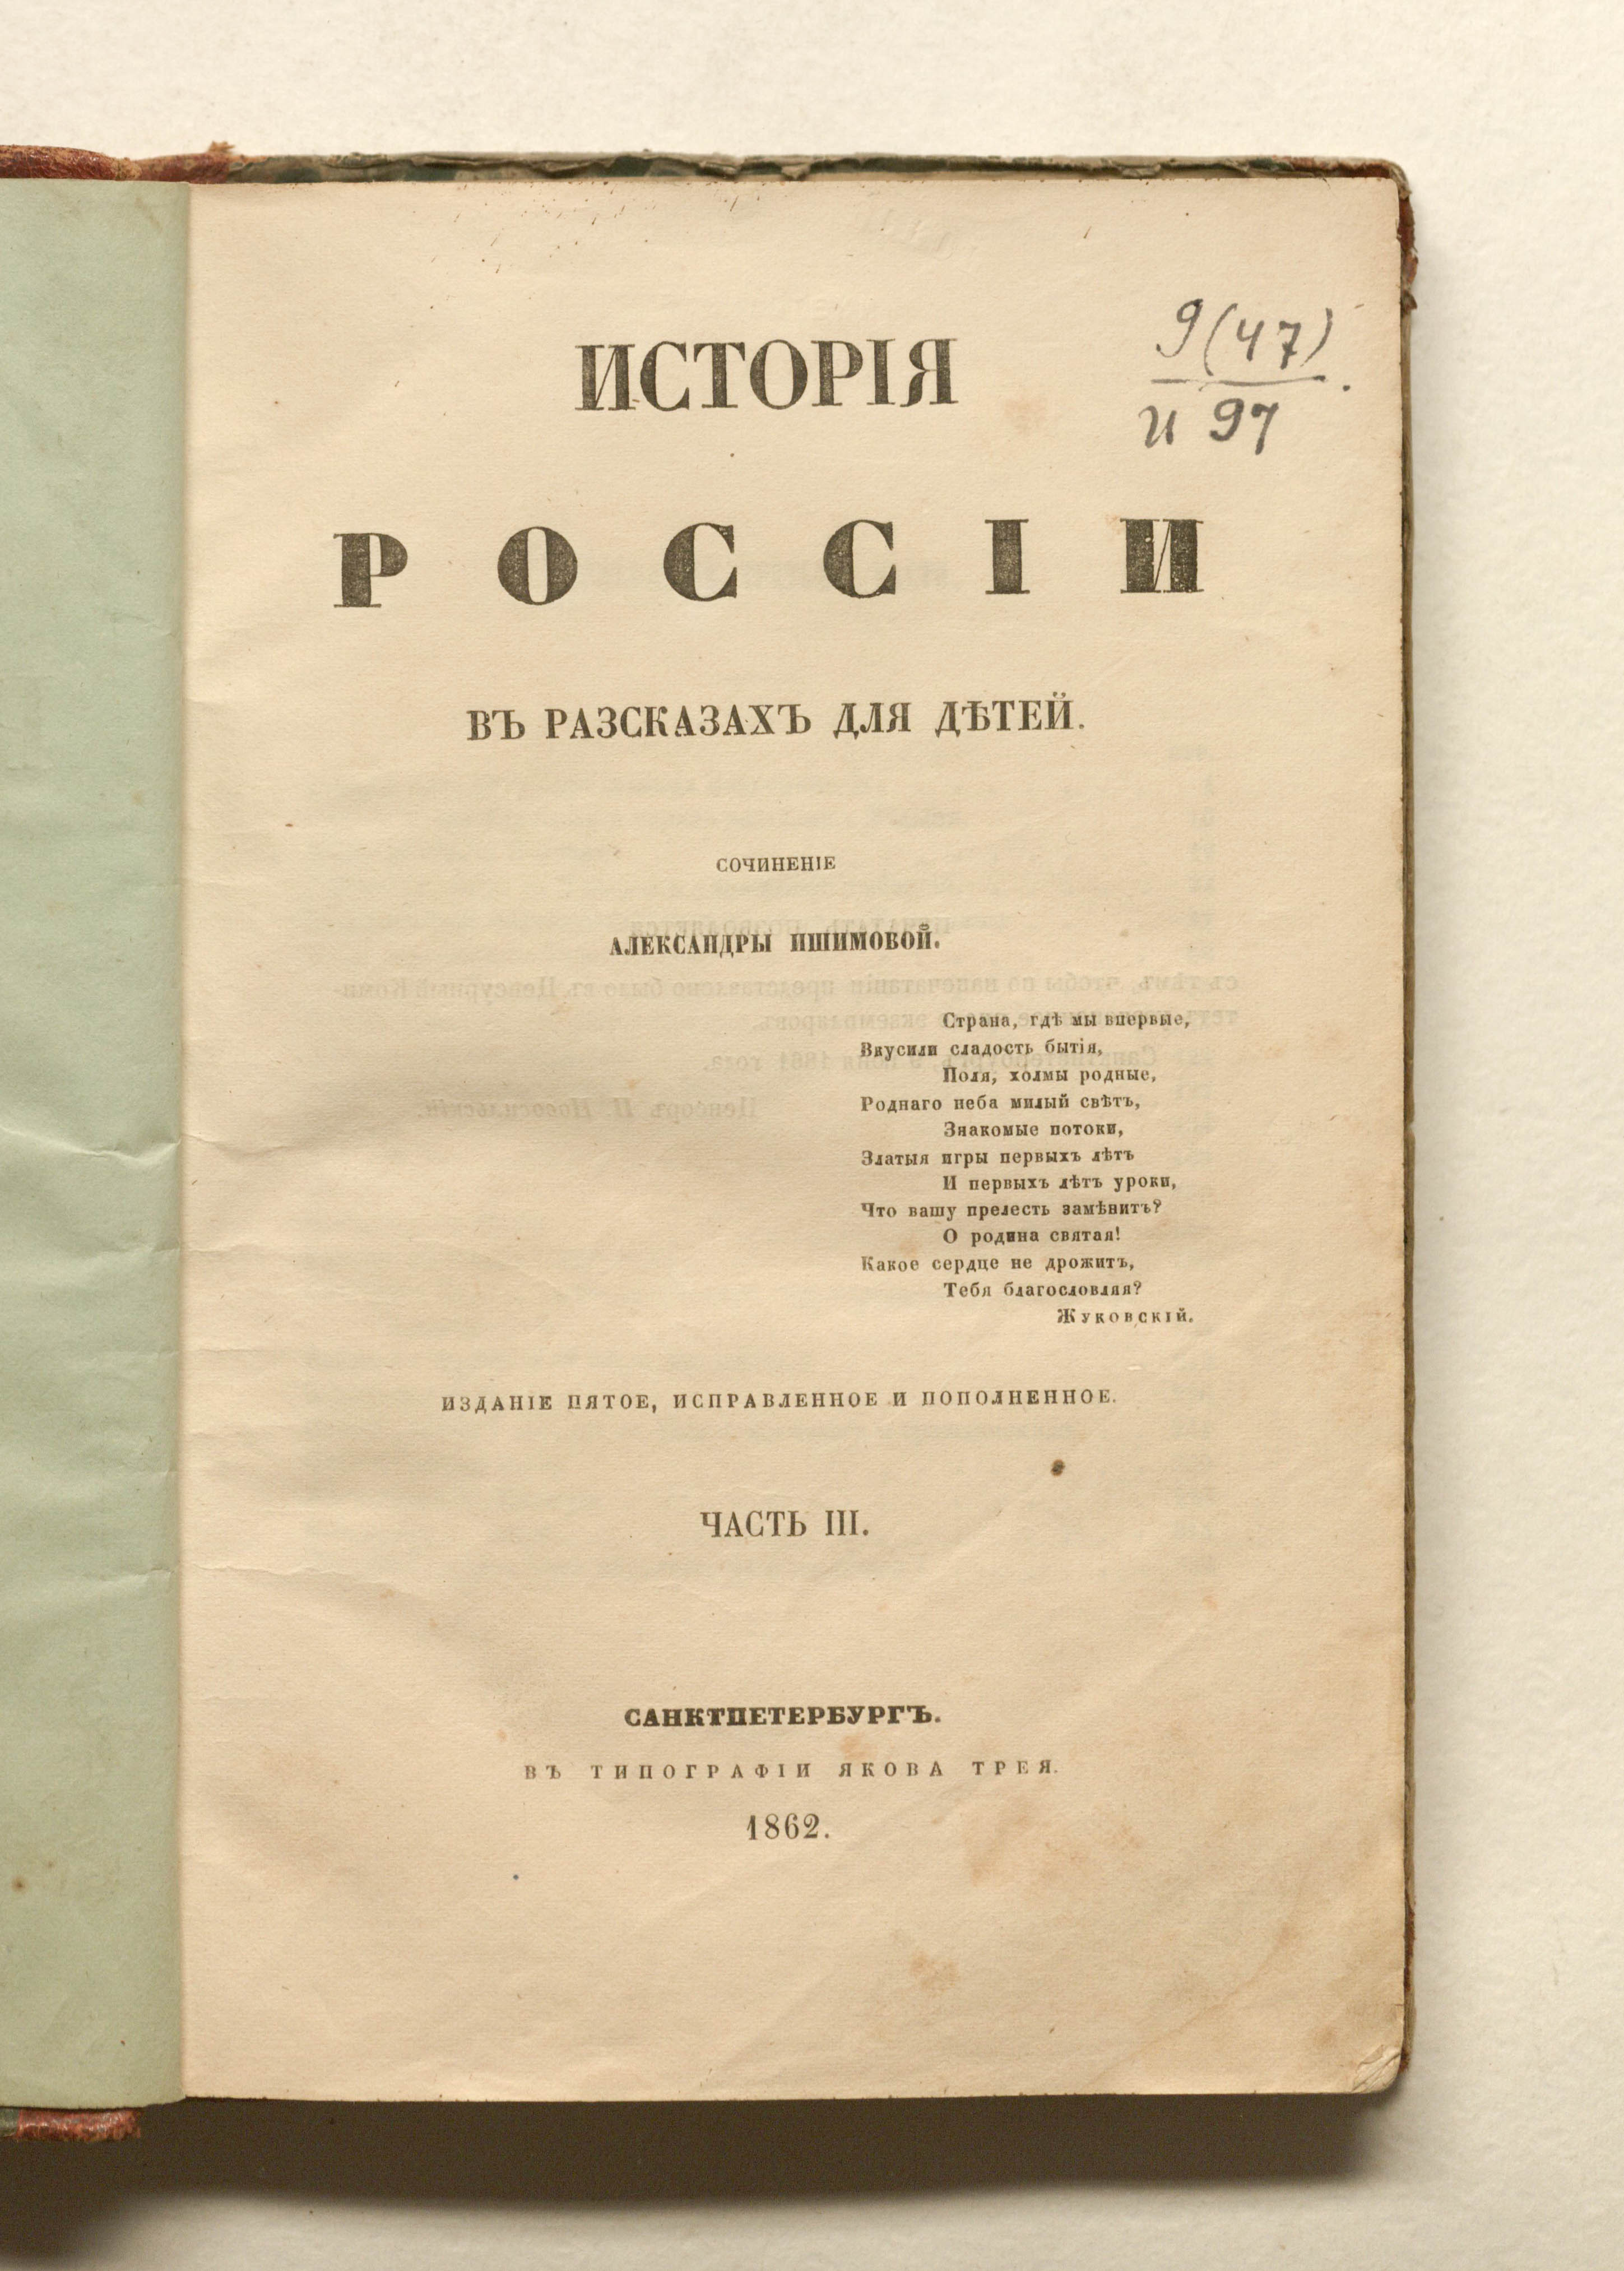 9(47)
И 97
ИСТОРІЯ
РОССІИ
ВЪ РАЗСКАЗАХЪ ДЛЯ ДѢТЕЙ.
СОЧИНЕНІЕ
АЛЕКСАНДРЫ ИШИМОВОЙ.
Страна, гдѣ мы впервые,
Вкусили сладость бытія,
Поля, холмы родные,
Роднаго неба милый свѣтъ,
Знакомые потоки,
Златыя игры первыхъ лѣтъ
И первыхъ лѣтъ уроки,
Что вашу прелесть замѣнитъ?
О родина святая!
Какое сердце не дрожитъ,
Тебя благословляя?
Жуковскій.
ИЗДАНІЕ ПЯТОЕ, ИСПРАВЛЕННОЕ И ПОПОЛНЕННОЕ.
ЧАСТЬ III.
САНКТПЕТЕРБУРГЪ.
ВЪ ТИПОГРАФІИ ЯКОВА ТРЕЯ.
1862.